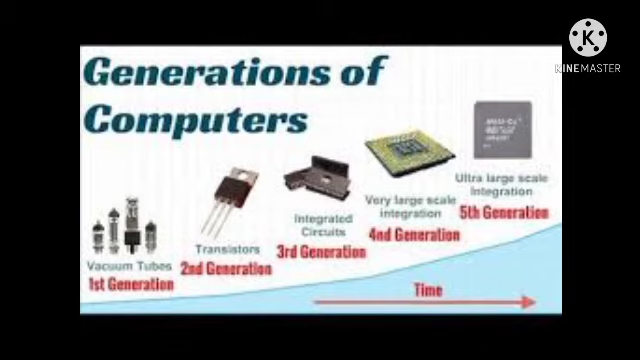 Generations of
Computers
KINEMASTER
Ultra large scale
Integration
5th Generation
Very large scale
integration
4nd Generation
Integrated
Circuits
3rd Generation
Transistors
2nd Generation
Vacuum Tubes
1st Generation
Time